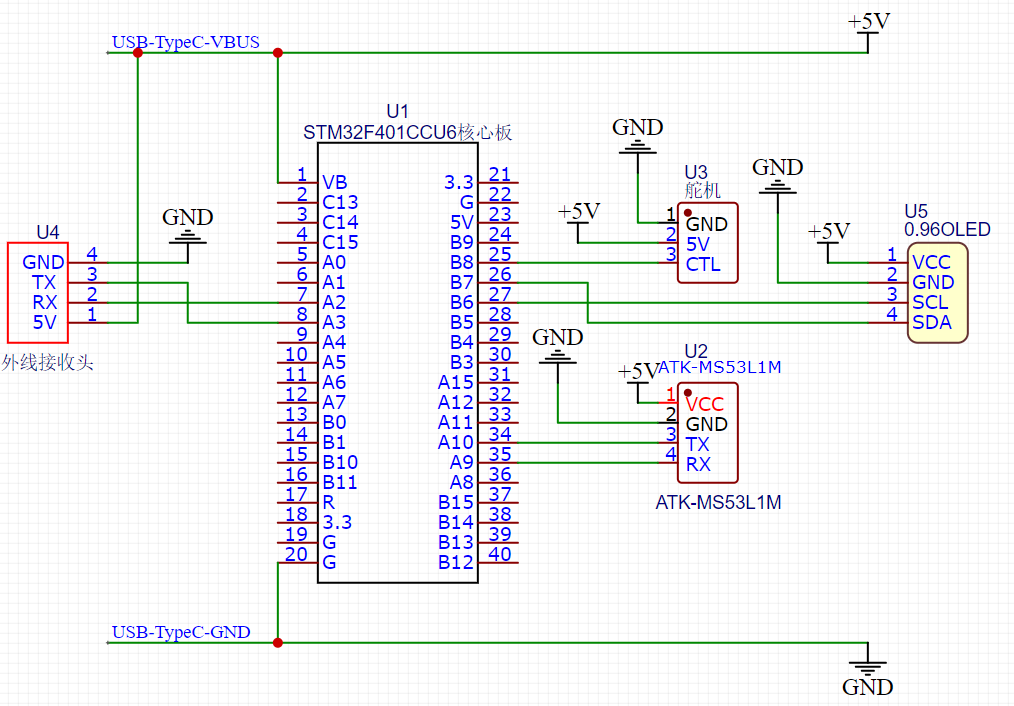 +5V
USB-TypeC-VBUS
U1
STM32F401CCU6核心板
1 VB
2 C13
3 C14
4 C15
5 A0
6 A1
7 A2
8 A3
9 A4
10 A5
11 A6
12 A7
13 B0
14 B1
15 B10
16 B11
17 R
18 3.3
19 G
20 G
3.3 21
G 22
5V 23
B9 24
B8 25
B7 26
B6 27
B5 28
B4 29
B3 30
A15 31
A12 32
A11 33
A10 34
A9 35
A8 36
B15 37
B14 38
B13 39
B12 40
GND
U4
GND 4
TX 3
RX 2
5V 1
外线接收头
GND
+5V
U3
舵机
1 GND
2 5V
3 CTL
GND
+5V
U5
0.96OLED
1 VCC
2 GND
3 SCL
4 SDA
GND
+5V
U2
ATK-MS53L1M
1 VCC
2 GND
3 TX
4 RX
ATK-MS53L1M
USB-TypeC-GND
GND